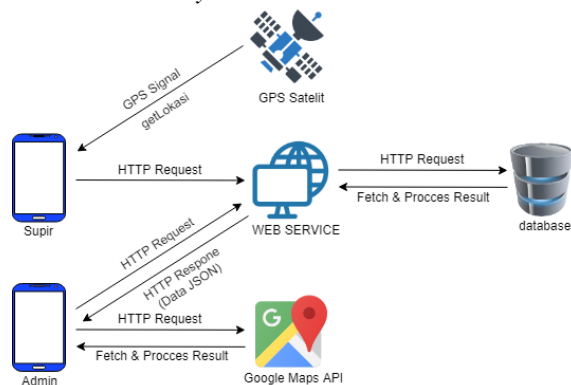 GPS Signal
getLokasi
GPS Satelit
HTTP Request
HTTP Request
Fetch & Procces Result
Supir
WEB SERVICE
database
HTTP Request
HTTP Respone
(Data JSON)
HTTP Request
Fetch & Procces Result
G
Admin
Google Maps API